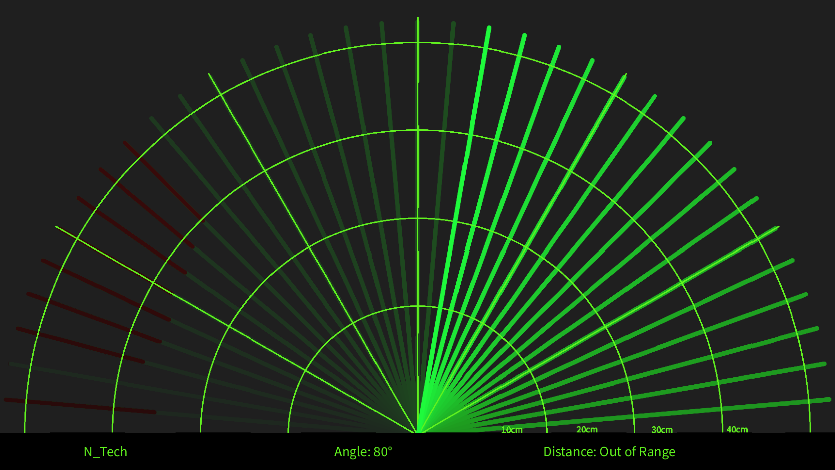 10cm 20cm 30cm 40cm
N_Tech Angle: 80° Distance: Out of Range